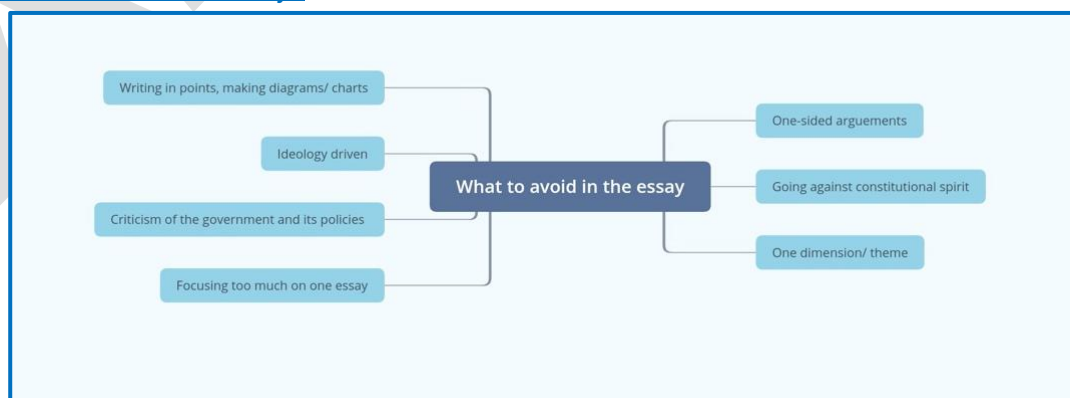 Writing in points, making diagrams/ charts
Ideology driven
Criticism of the government and its policies
Focusing too much on one essay
What to avoid in the essay
One-sided arguements
Going against constitutional spirit
One dimension/ theme